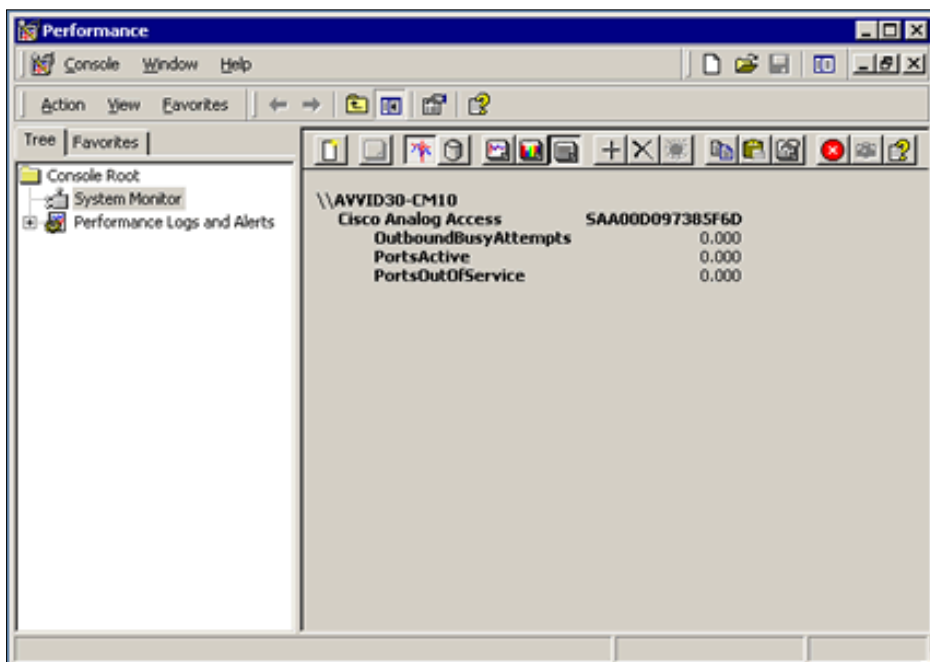 Performance
Console Window Help
Action View Favorites
Tree Favorites
Console Root
System Monitor
Performance Logs and Alerts
\\AVVID30-CM10
Cisco Analog Access SAA00D097385F6D
OutboundBusyAttempts 0.000
PortsActive 0.000
PortsOutOfService 0.000